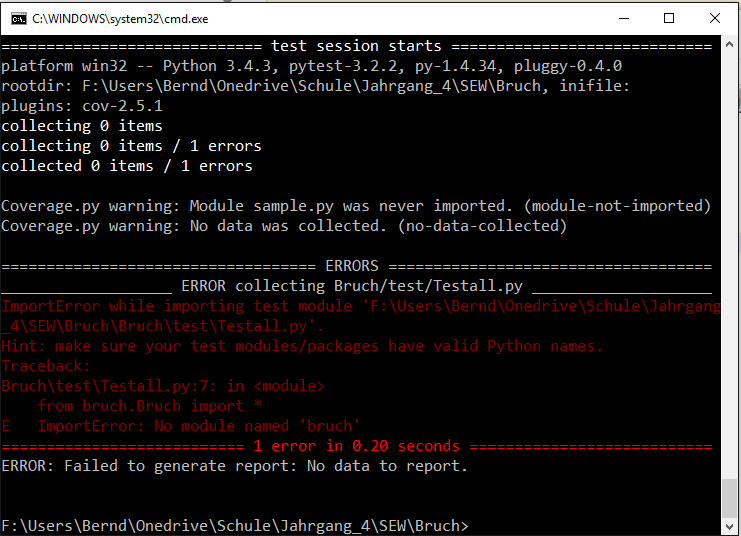 C:\WINDOWS\system32\cmd.exe
============================= test session starts =============================
platform win32 -- Python 3.4.3, pytest-3.2.2, py-1.4.34, pluggy-0.4.0
rootdir: F:\Users\Bernd\Onedrive\Schule\Jahrgang_4\SEW\Bruch, inifile:
plugins: cov-2.5.1
collecting 0 items
collecting 0 items / 1 errors
collected 0 items / 1 errors
Coverage.py warning: Module sample.py was never imported. (module-not-imported)
Coverage.py warning: No data was collected. (no-data-collected)
=================================== ERRORS ====================================
___________________ ERROR collecting Bruch/test/Testall.py ____________________
ImportError while importing test module 'F:\Users\Bernd\Onedrive\Schule\Jahrgang
_4\SEW\Bruch\Bruch\test\Testall.py'.
Hint: make sure your test modules/packages have valid Python names.
Traceback:
Bruch\test\Testall.py:7: in <module>
    from bruch.Bruch import *
E   ImportError: No module named 'bruch'
=========================== 1 error in 0.20 seconds ===========================
ERROR: Failed to generate report: No data to report.
F:\Users\Bernd\Onedrive\Schule\Jahrgang_4\SEW\Bruch>